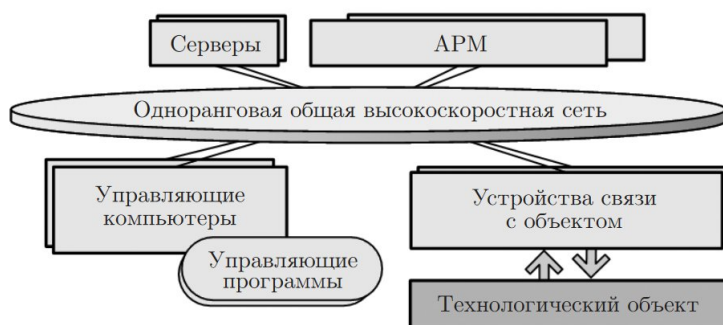 Серверы
АРМ
Одноранговая общая высокоскоростная сеть
Управляющие
компьютеры
Управляющие
программы
Устройства связи
с объектом
Технологический объект